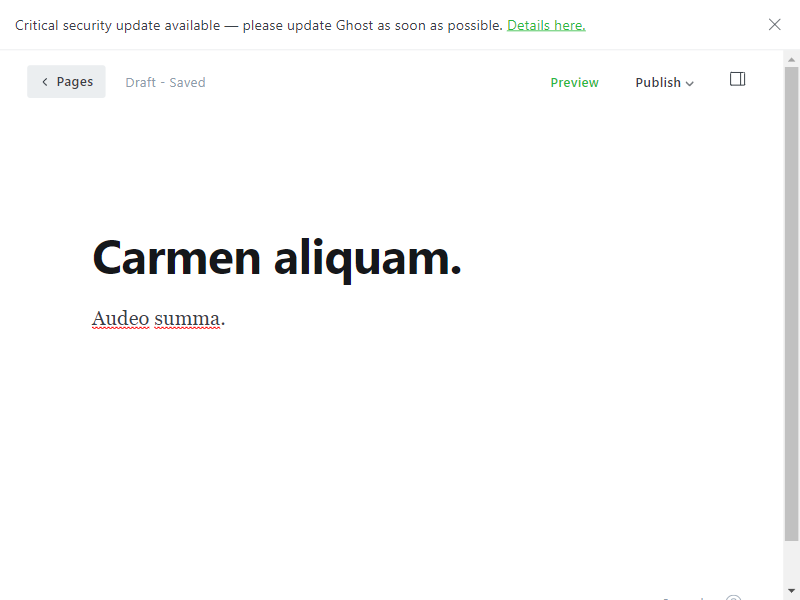 Critical security update available — please update Ghost as soon as possible. Details here.
Pages
Draft - Saved
Preview
Publish
Carmen aliquam.
Audeo summa.